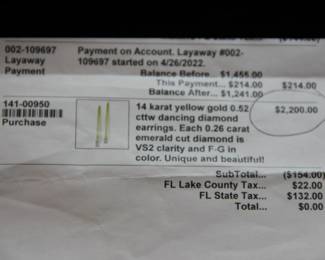 002-109697 Payment on Account. Layaway #002-
Layaway 109697 started on 4/26/2022.
Payment Balance Before... $1,455.00
This Payment... $214.00 $214.00
Balance After... $1,241.00
141-00950 14 karat yellow gold 0.52 $2,200.00
Purchase cttw dancing diamond
earrings. Each 0.26 carat
emerald cut diamond is
VS2 clarity and F-G in
color. Unique and beautiful!
SubTotal... ($154.00)
FL Lake County Tax... $22.00
FL State Tax... $132.00
Total... $0.00